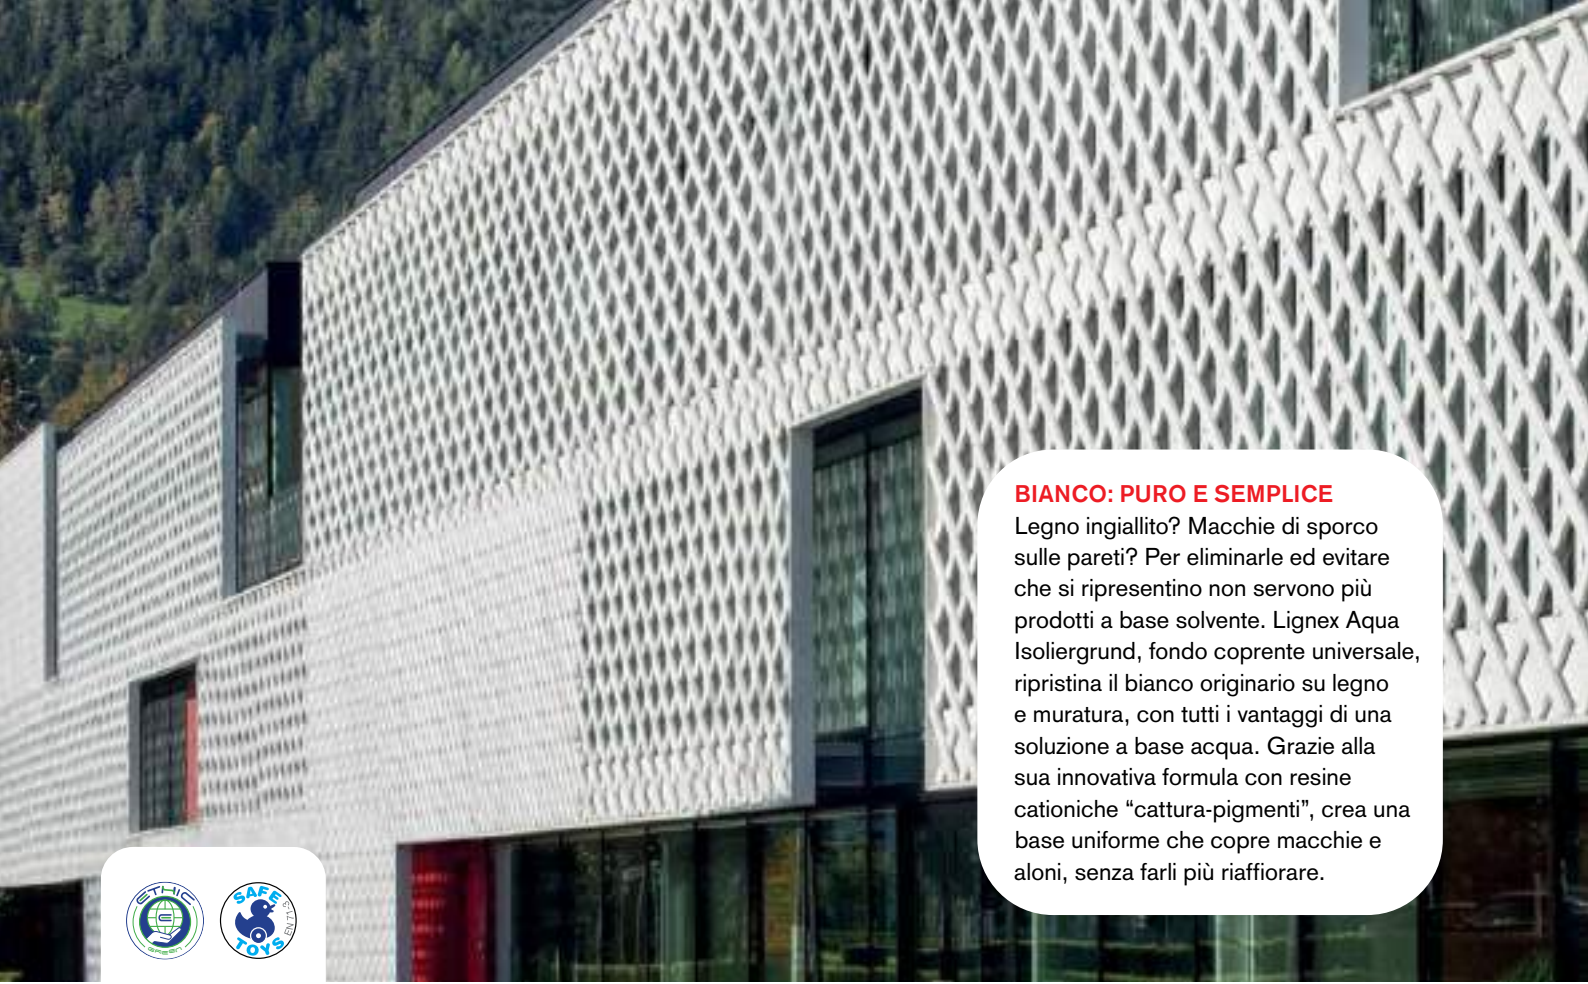 BIANCO: PURO E SEMPLICE
Legno ingiallito? Macchie di sporco
sulle pareti? Per eliminarle ed evitare
che si ripresentino non servono più
prodotti a base solvente. Lignex Aqua
Isoliergrund, fondo coprente universale,
ripristina il bianco originario su legno
e muratura, con tutti i vantaggi di una
soluzione a base acqua. Grazie alla
sua innovativa formula con resine
cationiche “cattura-pigmenti”, crea una
base uniforme che copre macchie e
aloni, senza farli più riaffiorare.
ETHIC
GREEN
SAFE
TOYS
EN 71-3